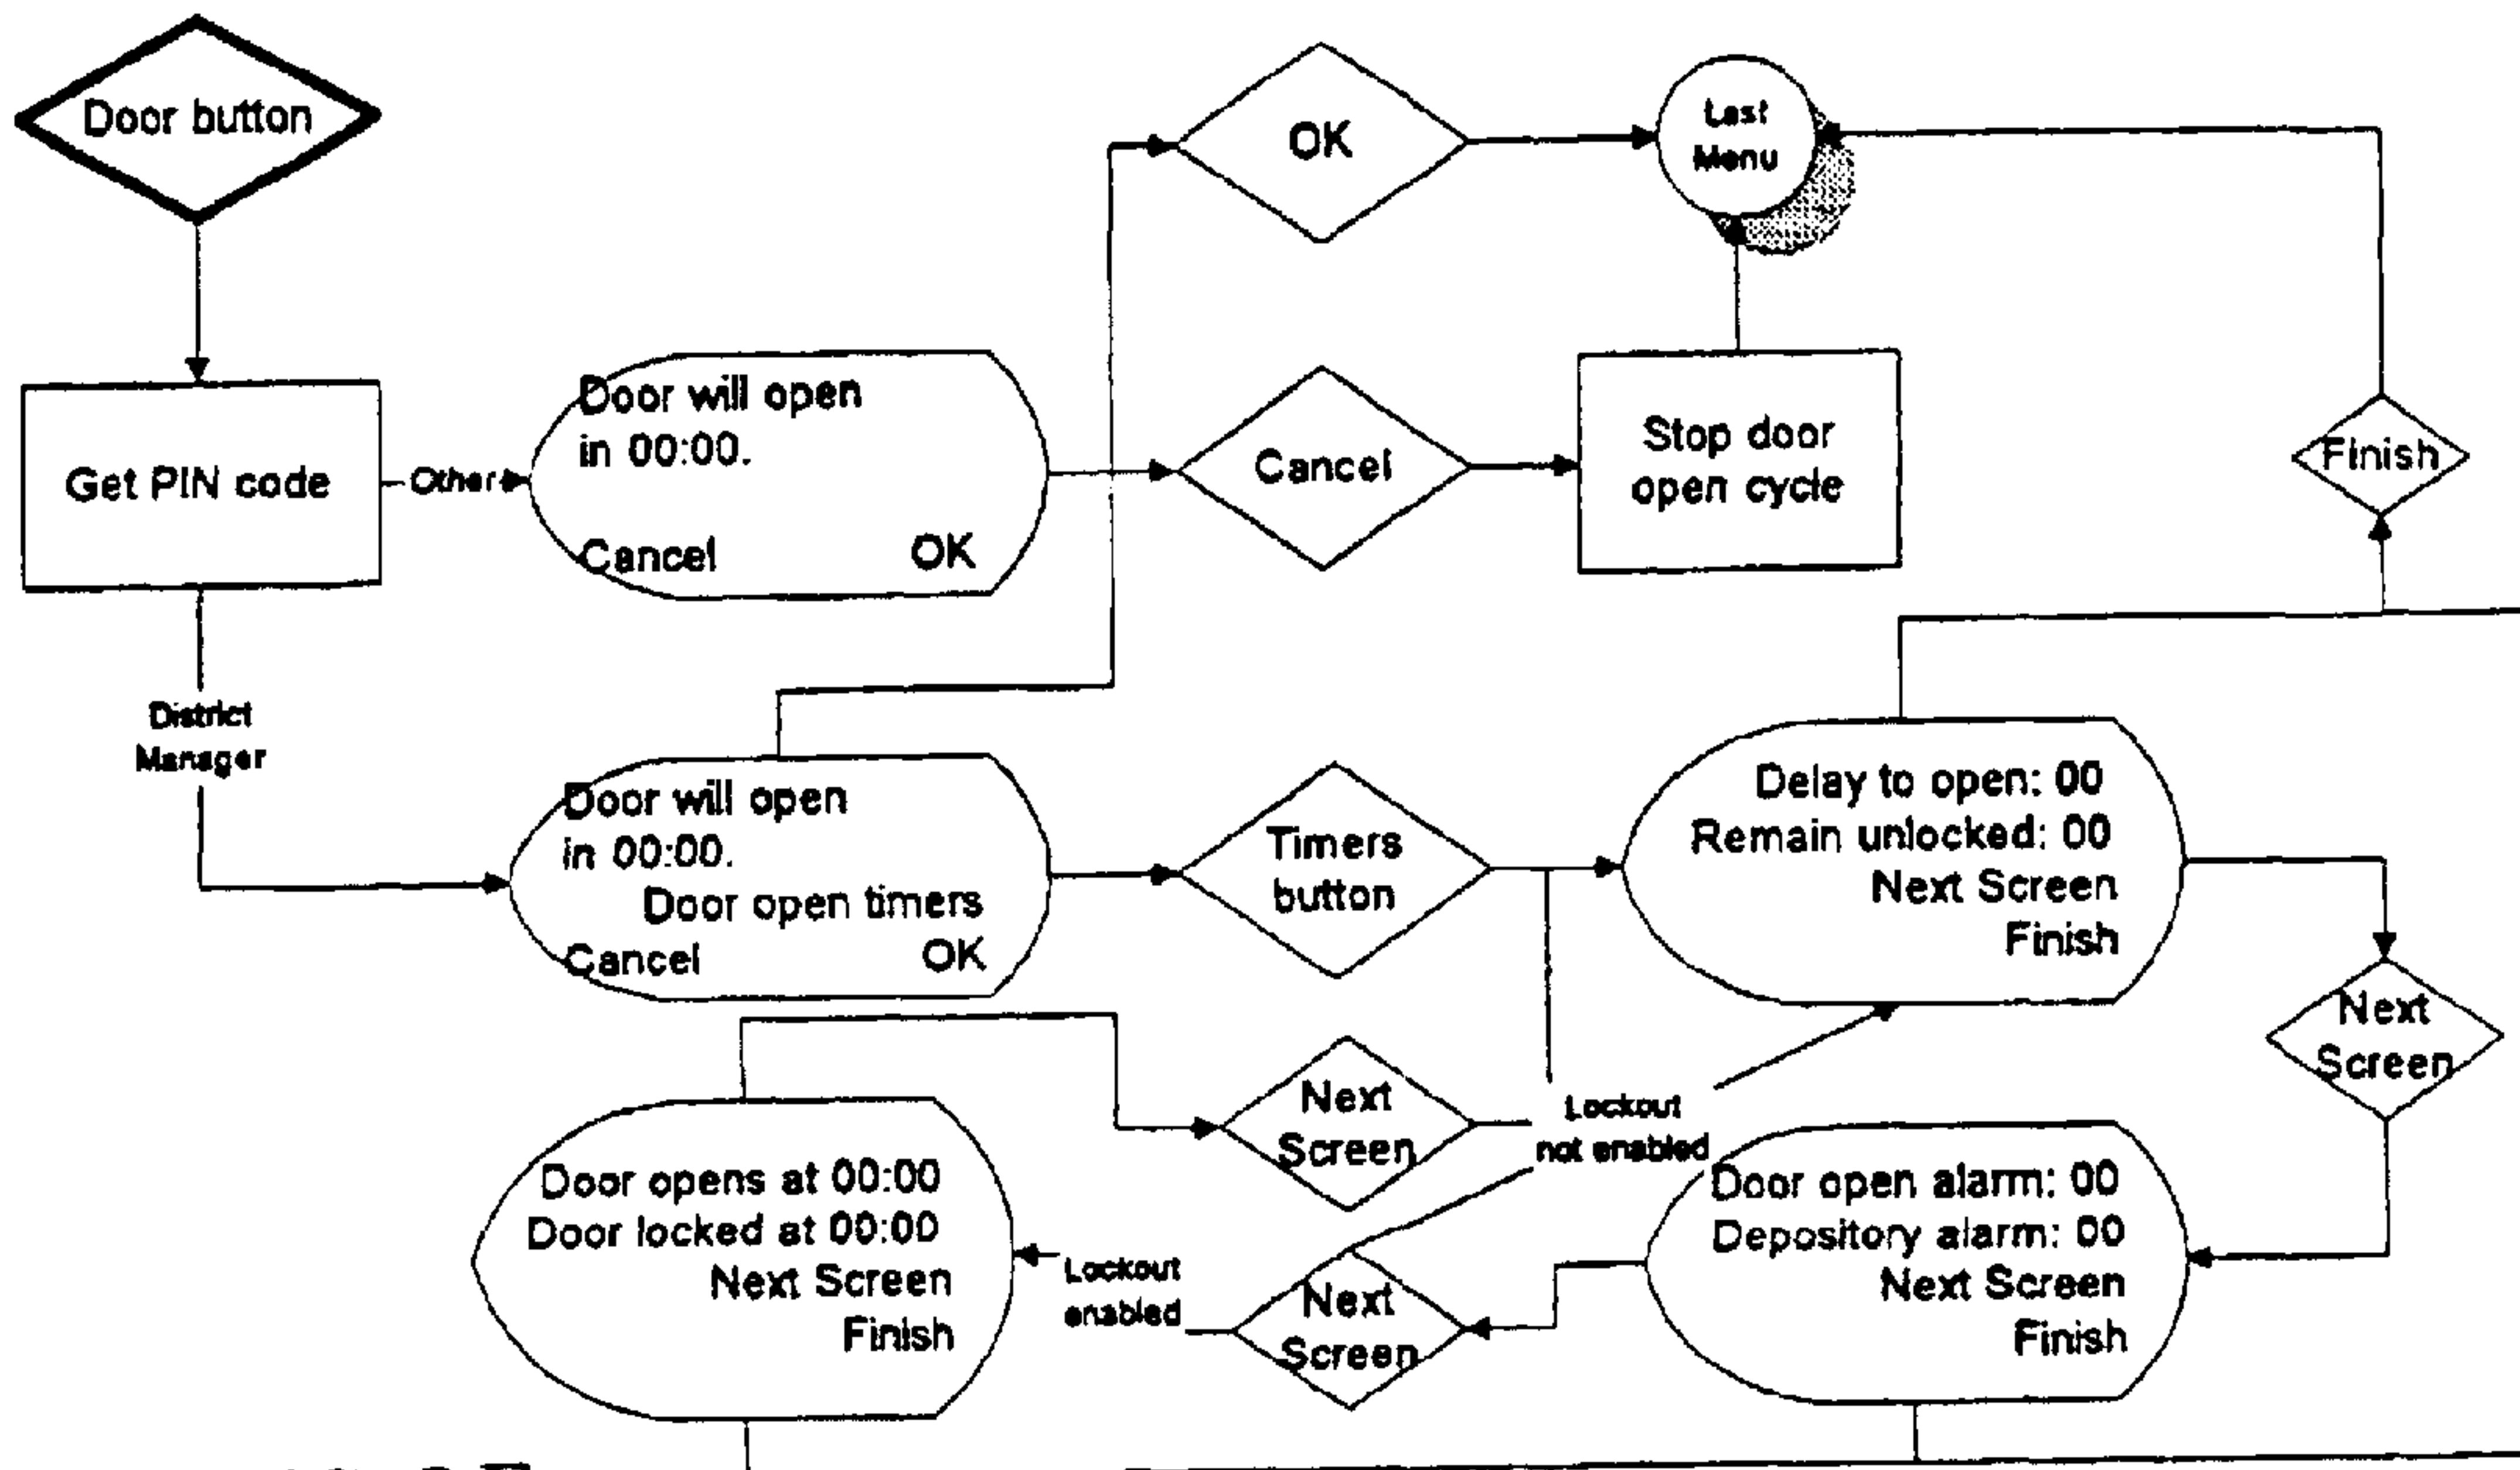 Door button
OK
Last
Menu
Get PIN code
Other
Door will open
in 00:00.
Cancel OK
Cancel
Stop door
open cycle
Finish
District
Manager
Door will open
in 00:00.
Door open timers
Cancel OK
Timers
button
Delay to open: 00
Remain unlocked: 00
Next Screen
Finish
Next
Screen
Door opens at 00:00
Door locked at 00:00
Next Screen
Finish
Next
Screen
Lockout
not enabled
Lockout
enabled
Next
Screen
Door open alarm: 00
Depository alarm: 00
Next Screen
Finish